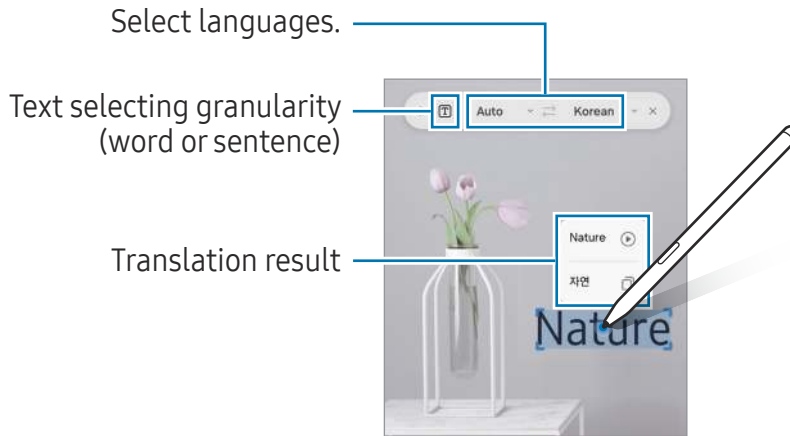 Select languages.
Text selecting granularity
(word or sentence)
Translation result
Auto
Korean
Nature
자연
Nature